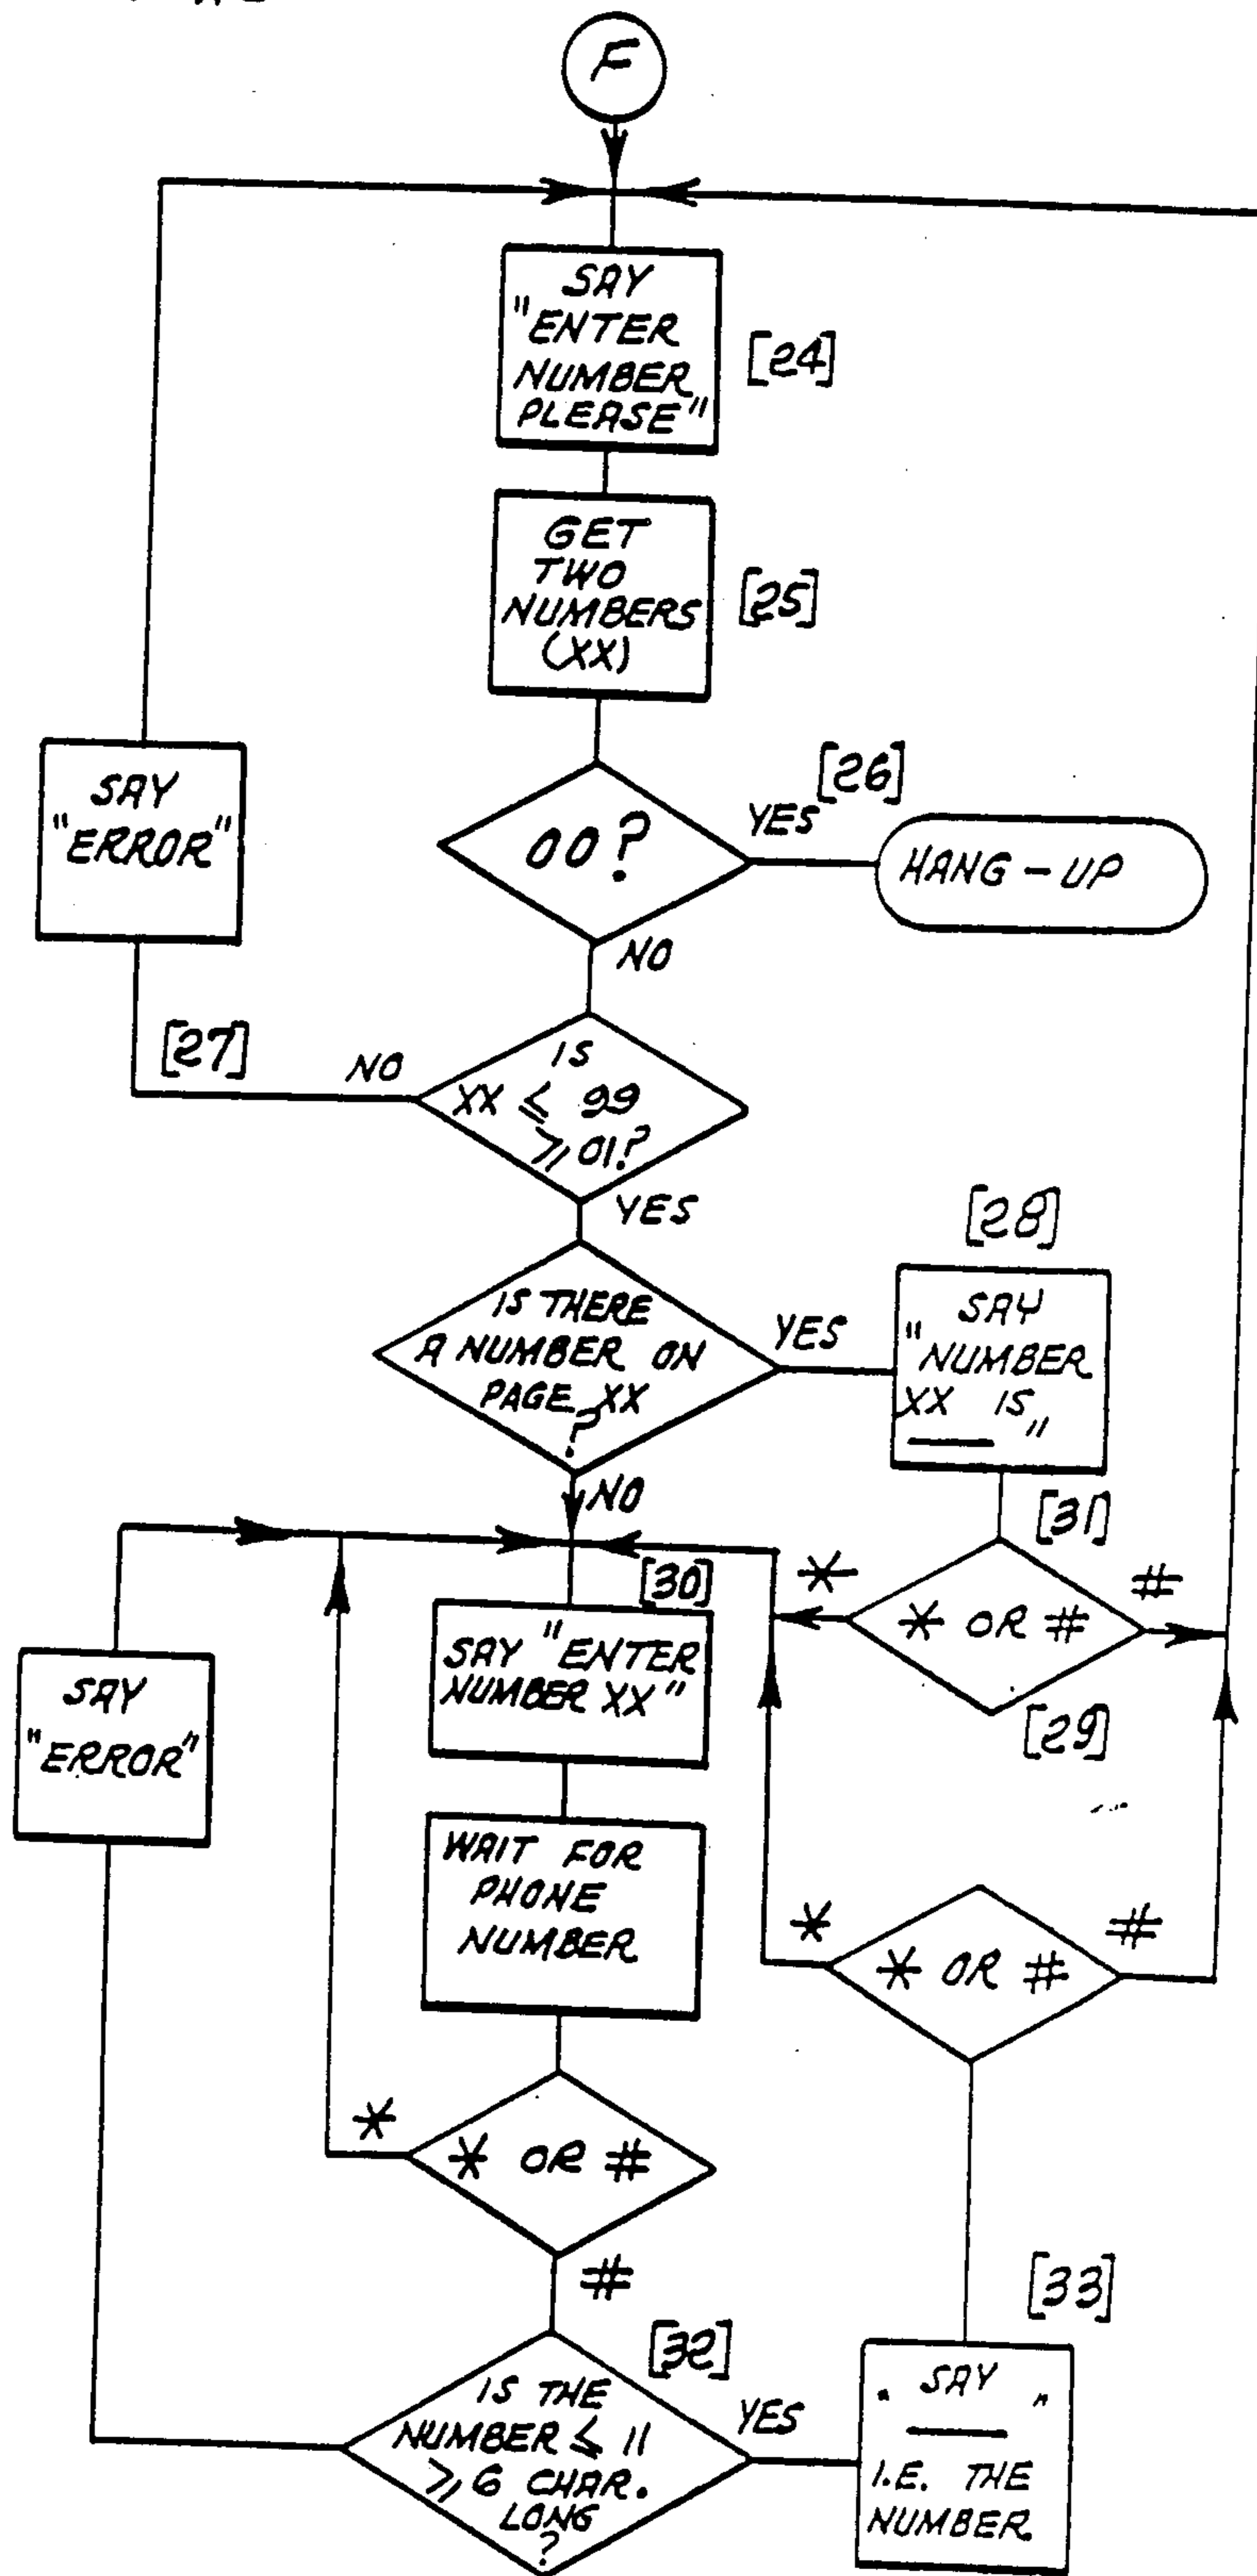 F
SAY
"ENTER
NUMBER
PLEASE"
[24]
GET
TWO
NUMBERS
(XX)
[25]
SAY
"ERROR"
00?
YES
[26]
HANG-UP
NO
[27]
NO
IS
XX ≤ 99
≥ 01?
YES
[28]
IS THERE
A NUMBER ON
PAGE XX
?
YES
SAY
"NUMBER
XX IS
___"
NO
[31]
[30]
*
* OR #
#
[29]
SAY "ENTER
NUMBER XX"
SAY
"ERROR"
WAIT FOR
PHONE
NUMBER
*
* OR #
#
*
* OR #
#
[33]
[32]
IS THE
NUMBER ≤ 11
≥ 6 CHAR.
LONG
?
YES
SAY
"___"
I.E. THE
NUMBER